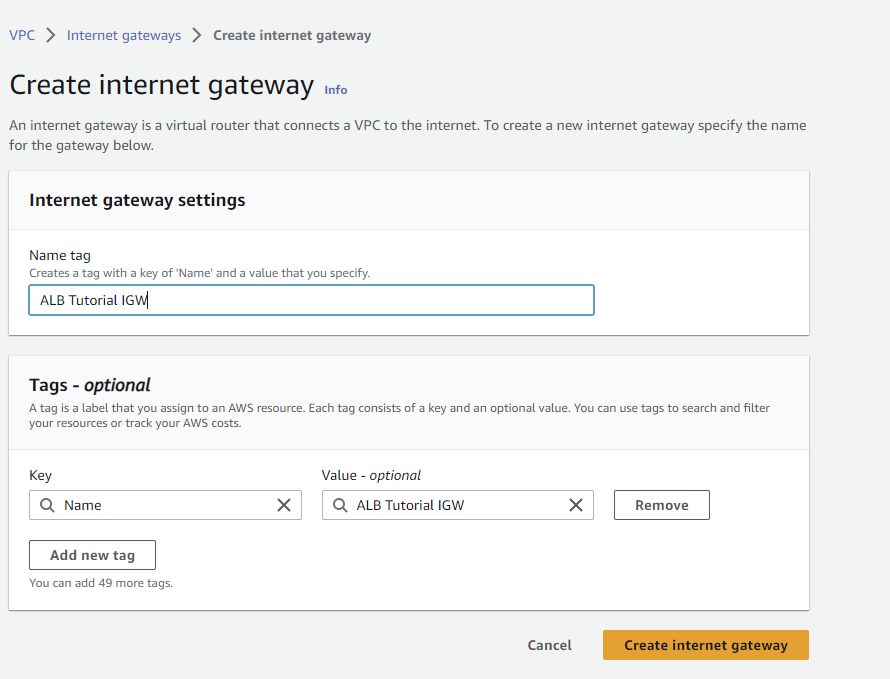 VPC > Internet gateways > Create internet gateway
Create internet gateway Info
An internet gateway is a virtual router that connects a VPC to the internet. To create a new internet gateway specify the name
for the gateway below.
Internet gateway settings
Name tag
Creates a tag with a key of 'Name' and a value that you specify.
ALB Tutorial IGW
Tags - optional
A tag is a label that you assign to an AWS resource. Each tag consists of a key and an optional value. You can use tags to search and filter
your resources or track your AWS costs.
Key Value - optional
Name ALB Tutorial IGW Remove
Add new tag
You can add 49 more tags.
Cancel Create internet gateway